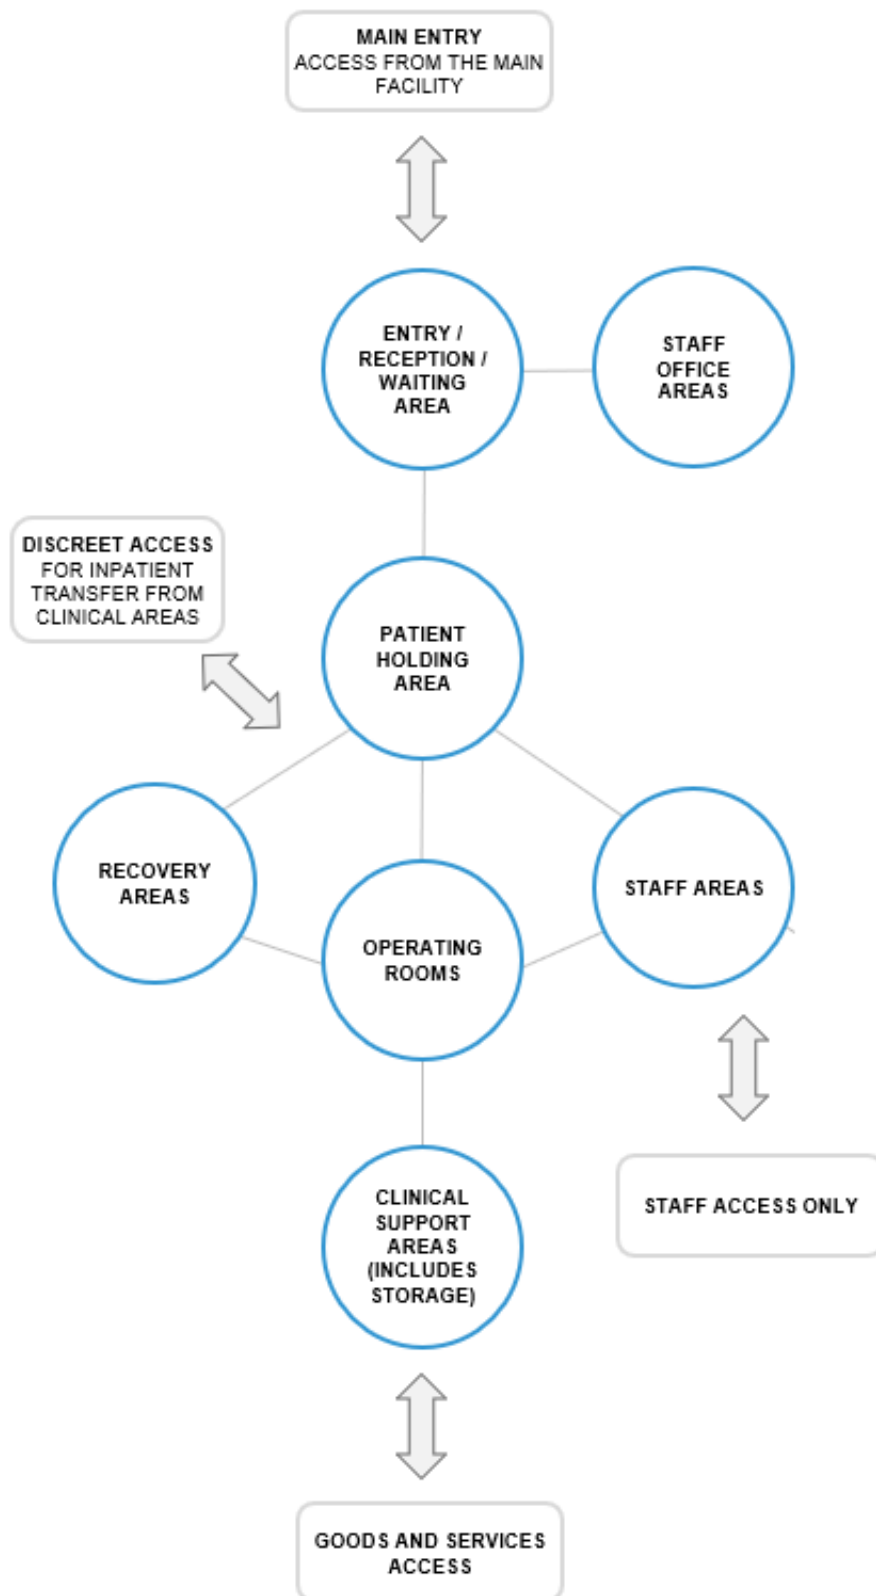 MAIN ENTRY
ACCESS FROM THE MAIN
FACILITY
ENTRY /
RECEPTION /
WAITING
AREA
STAFF
OFFICE
AREAS
DISCREET ACCESS
FOR INPATIENT
TRANSFER FROM
CLINICAL AREAS
PATIENT
HOLDING
AREA
RECOVERY
AREAS
OPERATING
ROOMS
STAFF AREAS
CLINICAL
SUPPORT
AREAS
(INCLUDES
STORAGE)
STAFF ACCESS ONLY
GOODS AND SERVICES
ACCESS